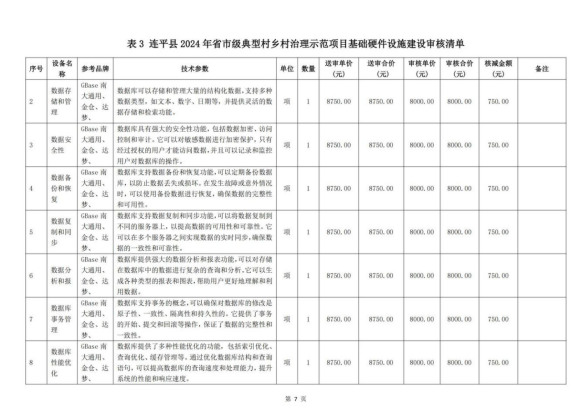 表 3 连平县 2024 年省市级典型村乡村治理示范项目基础硬件设施建设审核清单
序号 设备名称 参考品牌 技术参数 单位 数量 送审单价(元) 送审合价(元) 审核单价(元) 审核合价(元) 核减金额(元) 备注
2 数据存储和管理 GBase 南大通用、金仓、达梦、 数据库可以存储和管理大量的结构化数据,支持多种数据类型,如文本、数字、日期等,并提供灵活的数据存储和检索功能。 项 1 8750.00 8750.00 8000.00 8000.00 750.00
3 数据安全性 GBase 南大通用、金仓、达梦、 数据库具有强大的安全性功能,包括数据加密、访问控制和审计。它可以对敏感数据进行加密保护,只有经过授权的用户才能访问数据,并且可以记录和监控用户对数据库的操作。 项 1 8750.00 8750.00 8000.00 8000.00 750.00
4 数据备份和恢复 GBase 南大通用、金仓、达梦、 数据库支持数据备份和恢复功能,可以定期备份数据库,以防止数据丢失或损坏。在发生故障或意外情况时,可以使用备份数据进行恢复,确保数据的完整性和可用性。 项 1 8750.00 8750.00 8000.00 8000.00 750.00
5 数据复制和同步 GBase 南大通用、金仓、达梦、 数据库支持数据复制和同步功能,可以将数据复制到不同的服务器上,以提高数据的可用性和可靠性。它可以在多个服务器之间实现数据的实时同步,确保数据的一致性和可靠性。 项 1 8750.00 8750.00 8000.00 8000.00 750.00
6 数据分析和报 GBase 南大通用、金仓、达梦、 数据库提供强大的数据分析和报表功能,可以对存储在数据库中的数据进行复杂的查询和分析。它可以生成各种类型的报表和图表,帮助用户更好地理解和利用数据。 项 1 8750.00 8750.00 8000.00 8000.00 750.00
7 数据库事务管理 GBase 南大通用、金仓、达梦、 数据库支持事务的概念,可以确保对数据库的修改是原子性、一致性、隔离性和持久性的。它提供了事务的开始、提交和回滚等操作,保证了数据的完整性和一致性。 项 1 8750.00 8750.00 8000.00 8000.00 750.00
8 数据库性能优化 GBase 南大通用、金仓、达梦、 数据库提供了多种性能优化的功能,包括索引优化、查询优化、缓存管理等。通过优化数据库结构和查询语句,可以提高数据库的查询速度和处理能力,提升系统的性能和响应速度。 项 1 8750.00 8750.00 8000.00 8000.00 750.00
第 7 页